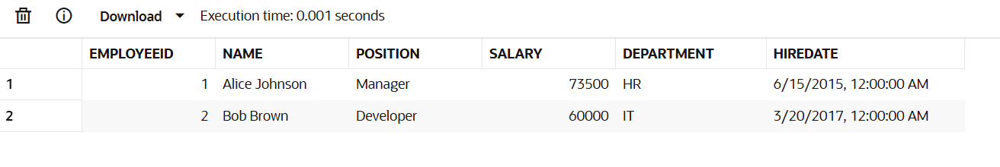 Download Execution time: 0.001 seconds
EMPLOYEEID NAME POSITION SALARY DEPARTMENT HIREDATE
1 1 Alice Johnson Manager 73500 HR 6/15/2015, 12:00:00 AM
2 2 Bob Brown Developer 60000 IT 3/20/2017, 12:00:00 AM